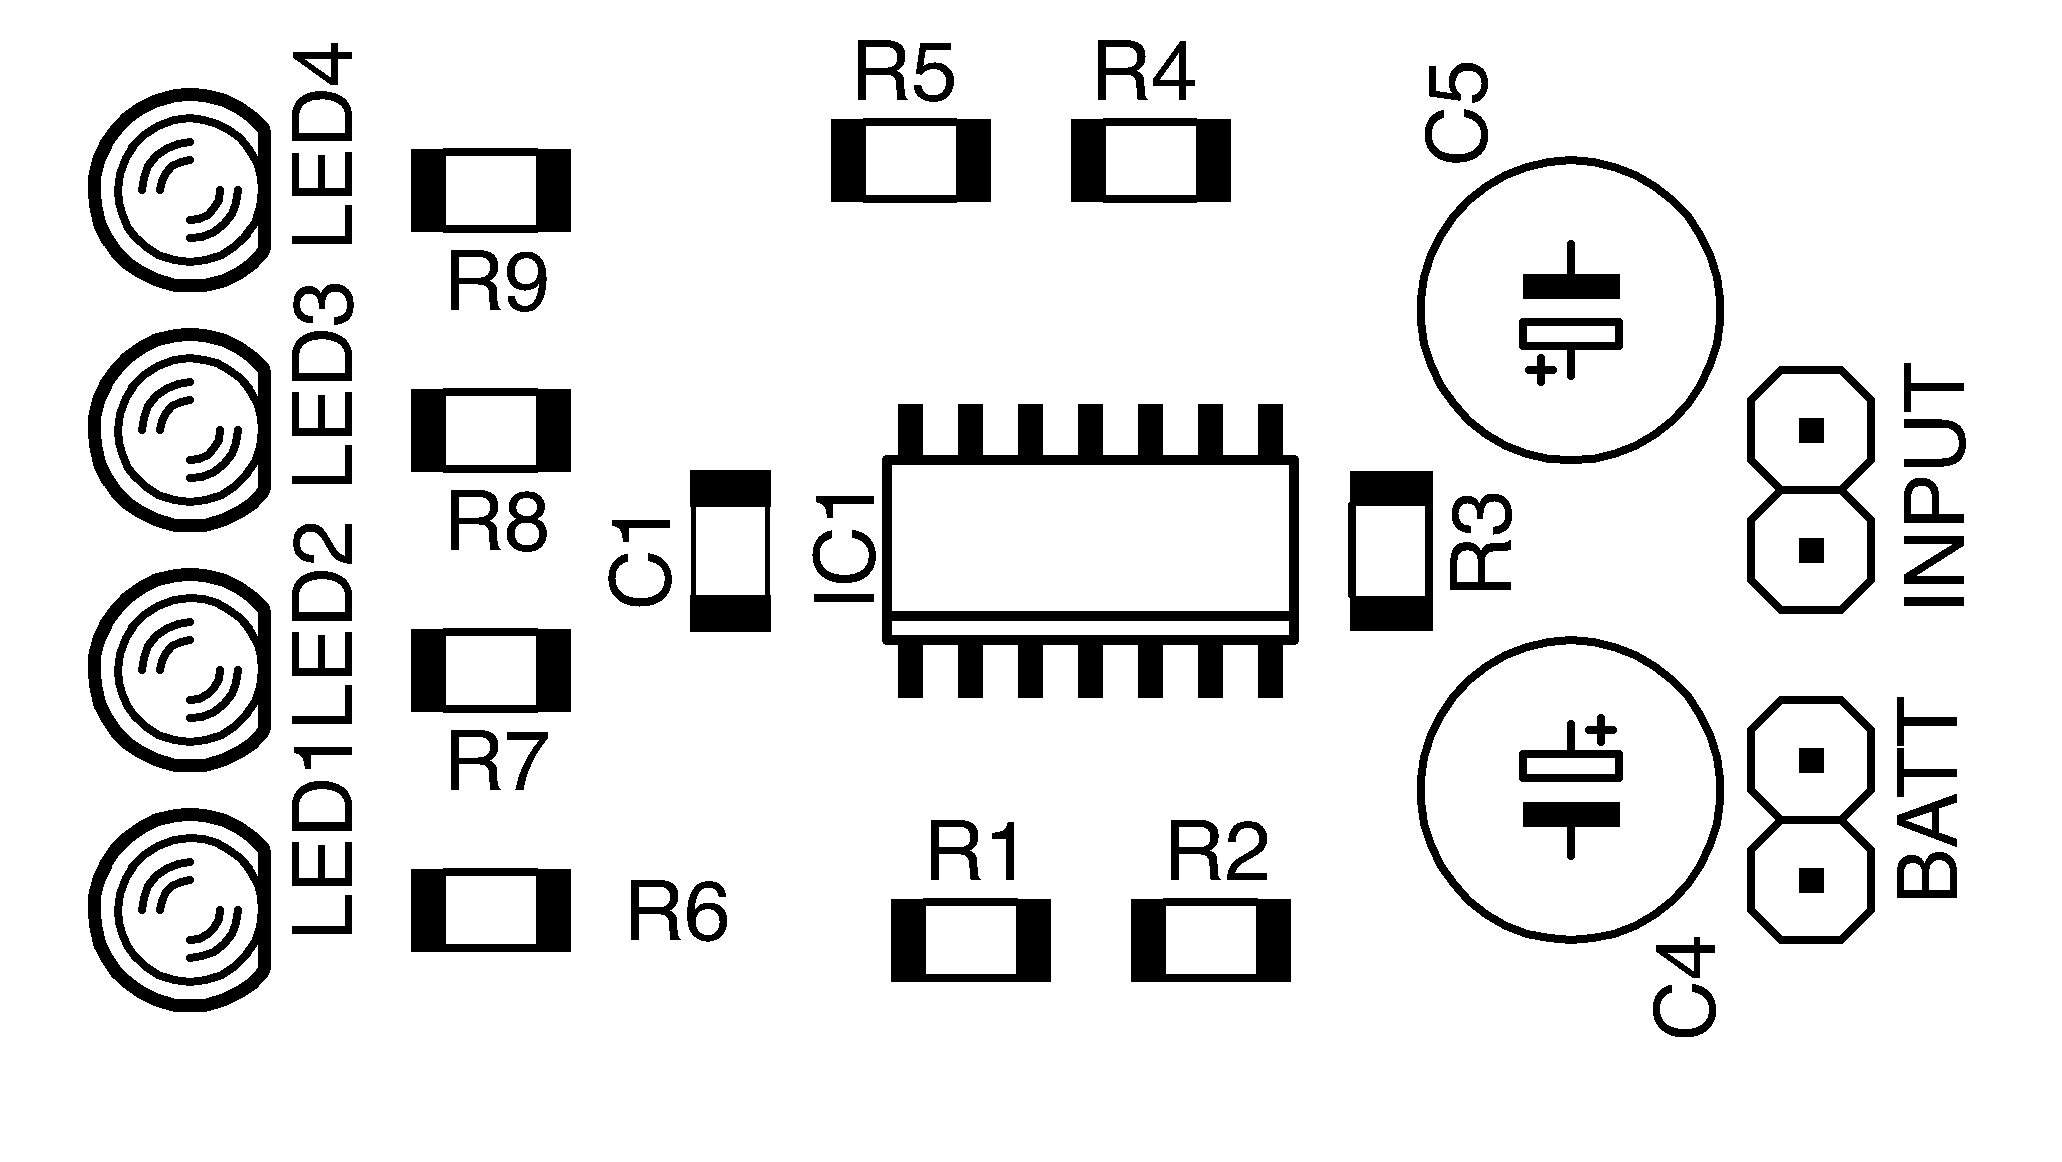 LED4
R5
R4
C5
R9
LED3
INPUT
R8
C1
IC1
R3
LED2
R7
BATT
LED1
R1
R2
R6
C4